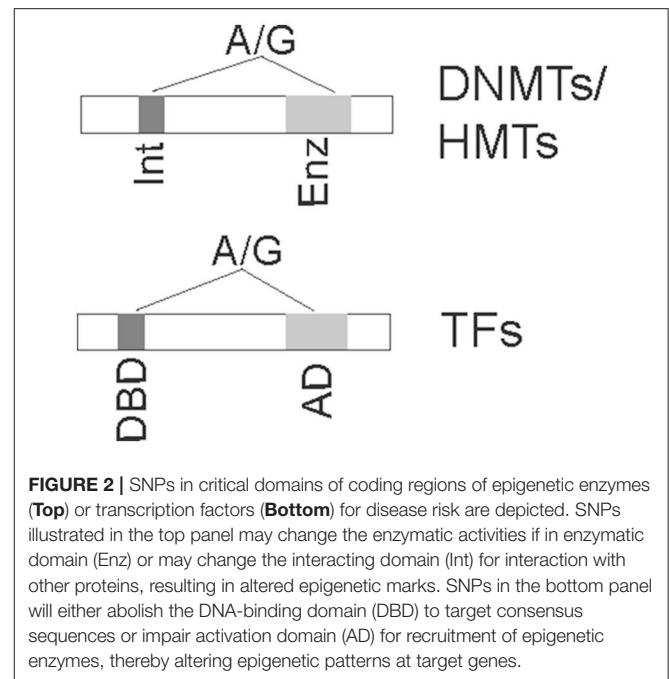 A/G
DNMTs/
HMTs
Int
Enz
A/G
TFs
DBD
AD
FIGURE 2 | SNPs in critical domains of coding regions of epigenetic enzymes
(Top) or transcription factors (Bottom) for disease risk are depicted. SNPs
illustrated in the top panel may change the enzymatic activities if in enzymatic
domain (Enz) or may change the interacting domain (Int) for interaction with
other proteins, resulting in altered epigenetic marks. SNPs in the bottom panel
will either abolish the DNA-binding domain (DBD) to target consensus
sequences or impair activation domain (AD) for recruitment of epigenetic
enzymes, thereby altering epigenetic patterns at target genes.